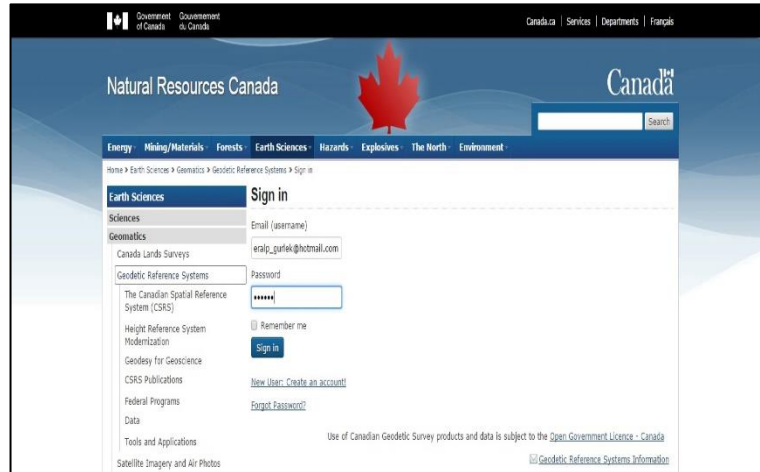 Government of Canada
Gouvernement du Canada
Canada.ca | Services | Departments | Français
Natural Resources Canada
Canada
Search
Energy Mining/Materials Forests Earth Sciences Hazards Explosives The North Environment
Home > Earth Sciences > Geomatics > Geodetic Reference Systems > Sign in
Earth Sciences
Sciences
Geomatics
Canada Lands Surveys
Geodetic Reference Systems
The Canadian Spatial Reference
System (CSRS)
Height Reference System
Modernization
Geodesy for Geoscience
CSRS Publications
Federal Programs
Data
Tools and Applications
Satellite Imagery and Air Photos
Sign in
Email (username)
eralp_gurlek@hotmail.com
Password
••••••
Remember me
Sign in
New User: Create an account!
Forgot Password?
Use of Canadian Geodetic Survey products and data is subject to the Open Government Licence - Canada
Geodetic Reference Systems Information